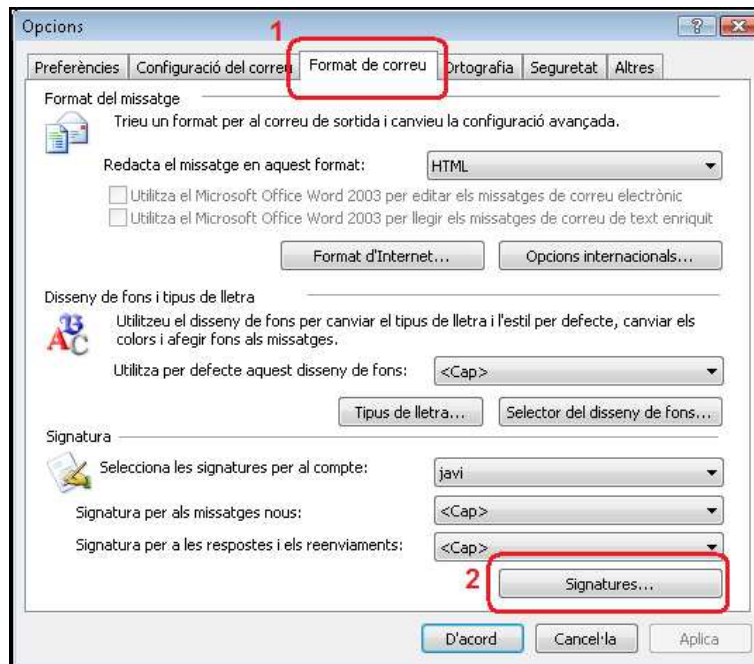 Opcions
1
Preferències Configuració del correu Format de correu Ortografia Seguretat Altres
Format del missatge
Trieu un format per al correu de sortida i canvieu la configuració avançada.
Redacta el missatge en aquest format: HTML
Utilitza el Microsoft Office Word 2003 per editar els missatges de correu electrònic
Utilitza el Microsoft Office Word 2003 per llegir els missatges de correu de text enriquit
Format d'Internet... Opcions internacionals...
Disseny de fons i tipus de lletra
Utilitzeu el disseny de fons per canviar el tipus de lletra i l'estil per defecte, canviar els
colors i afegir fons als missatges.
Utilitza per defecte aquest disseny de fons: <Cap>
Tipus de lletra... Selector del disseny de fons...
Signatura
Selecciona les signatures per al compte: javi
Signatura per als missatges nous: <Cap>
Signatura per a les respostes i els reenviaments: <Cap>
2 Signatures...
D'acord Cancel·la Aplica